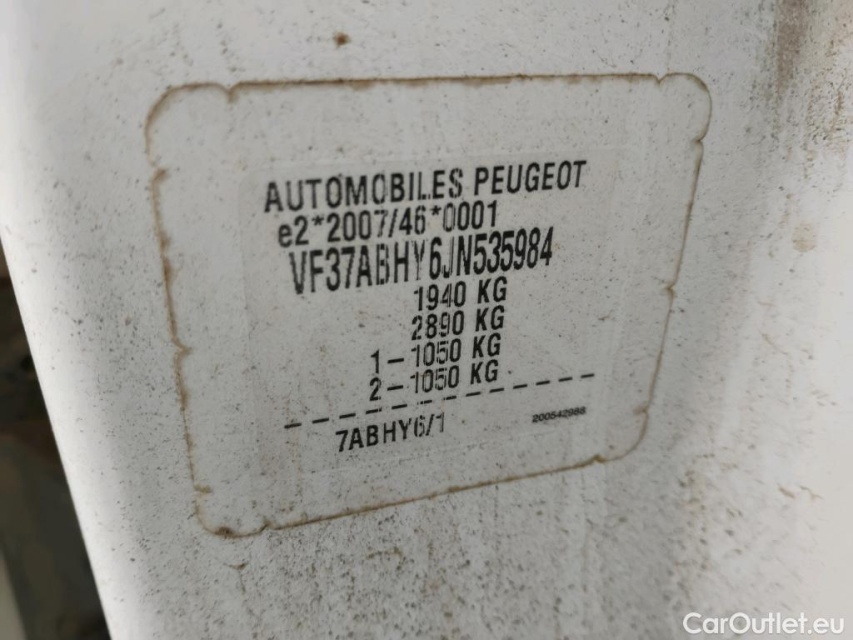 AUTOMOBILES PEUGEOT
e2*2007/46*0001
VF37ABHY6JN535984
1940 KG
2890 KG
1-1050 KG
2-1050 KG
7ABHY6/1
200542988
CarOutlet.eu